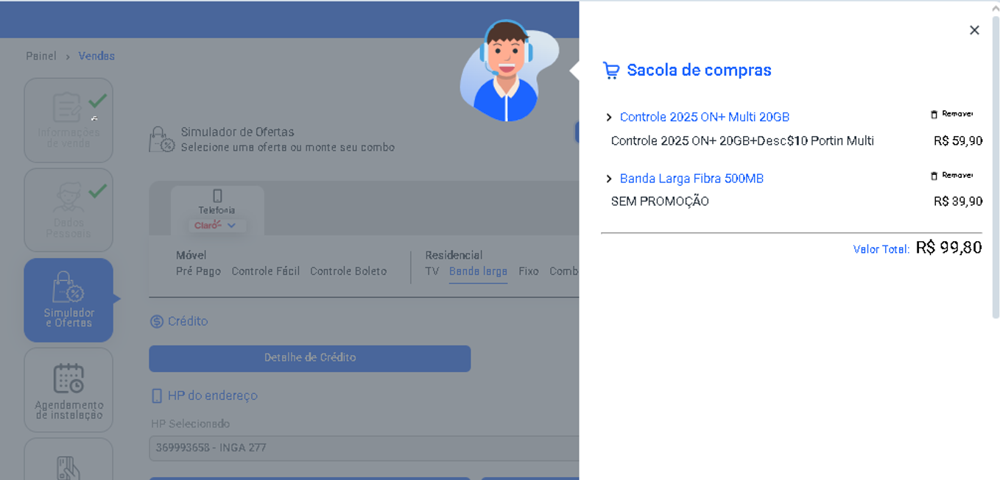 Painel > Vendas
Informações
de venda
Dados
Pessoais
Simulador
e Ofertas
Agendamento
de instalação
Simulador de Ofertas
Selecione uma oferta ou monte seu combo
Telefonia
Claro
Móvel
Pré Pago Controle Fácil Controle Boleto
Residencial
TV Banda larga Fixo Comb
Crédito
Detalhe de Crédito
HP do endereço
HP Selecionado
369993658 - INGA 277
Sacola de compras
Controle 2025 ON+ Multi 20GB Remover
Controle 2025 ON+ 20GB+Desc$10 Portin Multi R$ 59,90
Banda Larga Fibra 500MB Remover
SEM PROMOÇÃO R$ 39,90
Valor Total: R$ 99,80